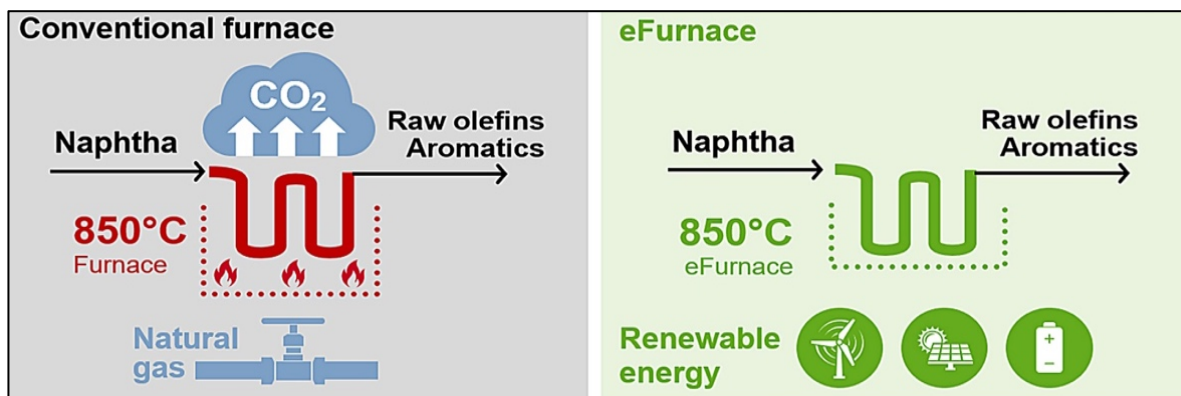 Conventional furnace
CO₂
Naphtha
Raw olefins
Aromatics
850°C
Furnace
Natural
gas
eFurnace
Naphtha
Raw olefins
Aromatics
850°C
eFurnace
Renewable
energy